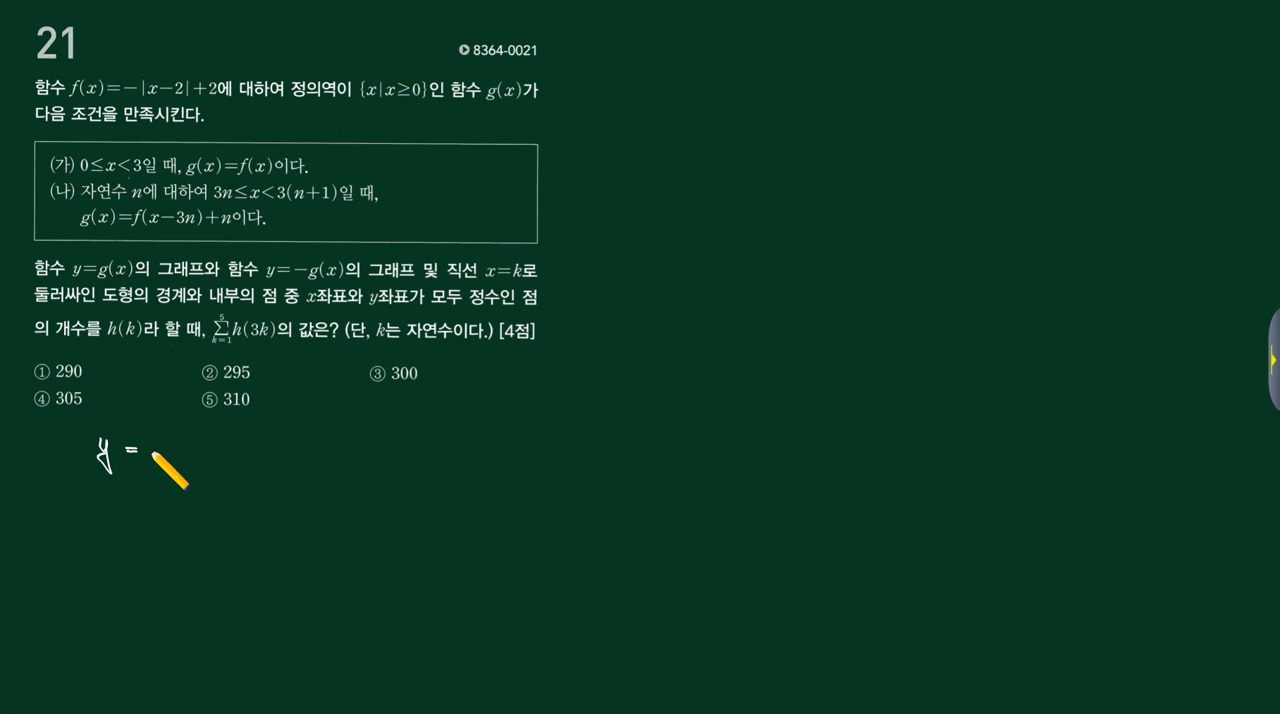 21
8364-0021
함수 f(x)=-|x-2|+2에 대하여 정의역이 {x|x≥0}인 함수 g(x)가
다음 조건을 만족시킨다.
(가) 0≤x<3일 때, g(x)=f(x)이다.
(나) 자연수 n에 대하여 3n≤x<3(n+1)일 때,
g(x)=f(x-3n)+n이다.
함수 y=g(x)의 그래프와 함수 y=-g(x)의 그래프 및 직선 x=k로
둘러싸인 도형의 경계와 내부의 점 중 x좌표와 y좌표가 모두 정수인 점
의 개수를 h(k)라 할 때, \sum_{k=1}^{5} h(3k)의 값은? (단, k는 자연수이다.) [4점]
① 290 ② 295 ③ 300
④ 305 ⑤ 310
y =